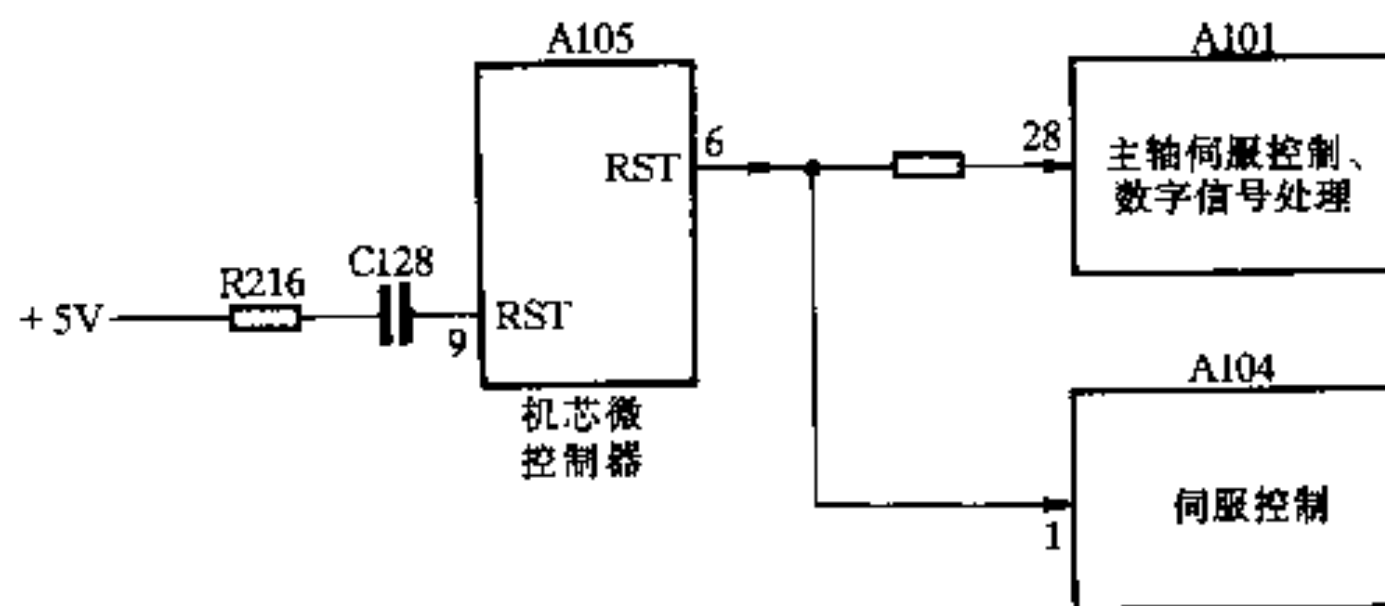 A105
A101
RST
6
28
主轴伺服控制、
数字信号处理
+5V
R216
C128
9
RST
机芯微
控制器
A104
1
伺服控制